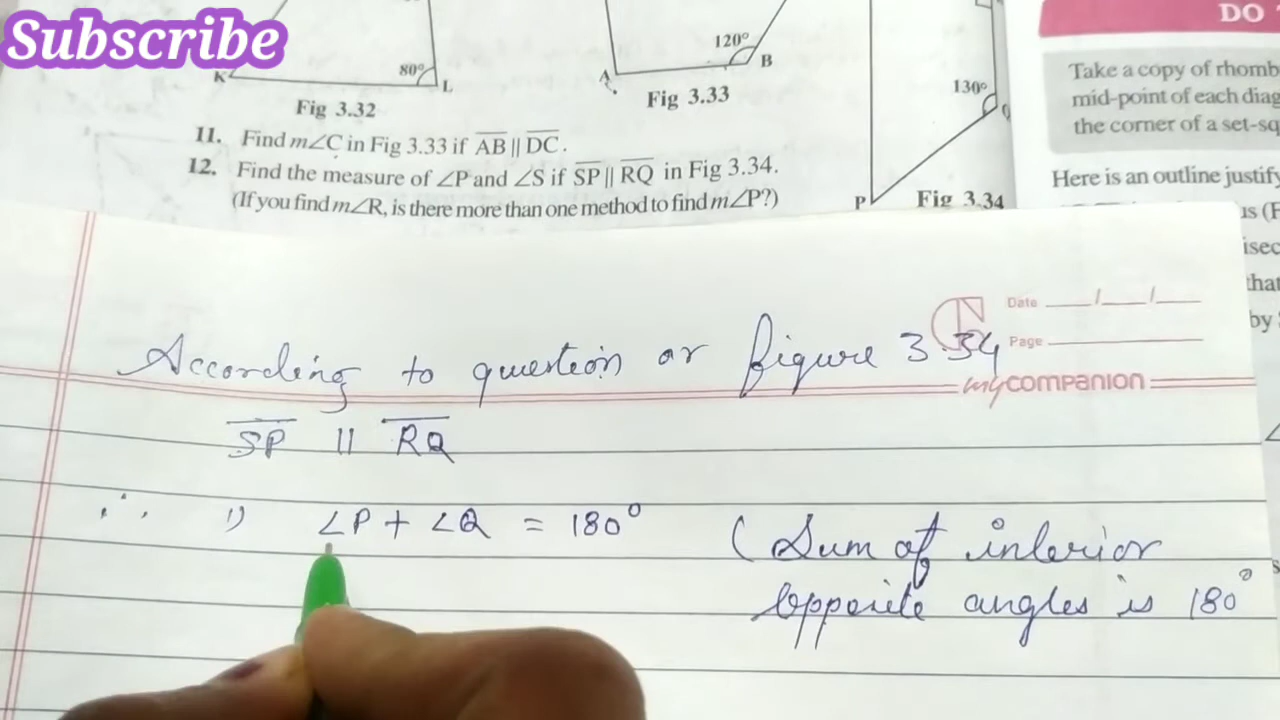 Subscribe
DO
K 80° L
A 120° B
130°
Fig 3.32
Fig 3.33
Take a copy of rhomb
mid-point of each diag
the corner of a set-sq
11. Find m∠C in Fig 3.33 if AB || DC.
12. Find the measure of ∠P and ∠S if SP || RQ in Fig 3.34.
(If you find m∠R, is there more than one method to find m∠P?)
P Fig 3.34
Here is an outline justify
isec
that
by
Date
Page
my companion
According to question or figure 3.34
SP || RQ
∴ 1) ∠P + ∠Q = 180° (Sum of interior
opposite angles is 180°